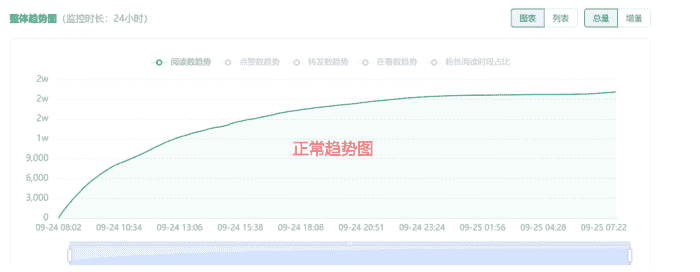 整体趋势图（监控时长：24小时） 图表 列表 总量 增量
阅读数趋势 点赞数趋势 转发数趋势 在看数趋势 粉丝阅读时段占比
2w
2w
2w
1w
9,000
6,000
3,000
0
正常趋势图
09-24 08:02 09-24 10:34 09-24 13:06 09-24 15:38 09-24 18:08 09-24 20:51 09-24 23:24 09-25 01:56 09-25 04:28 09-25 07:22